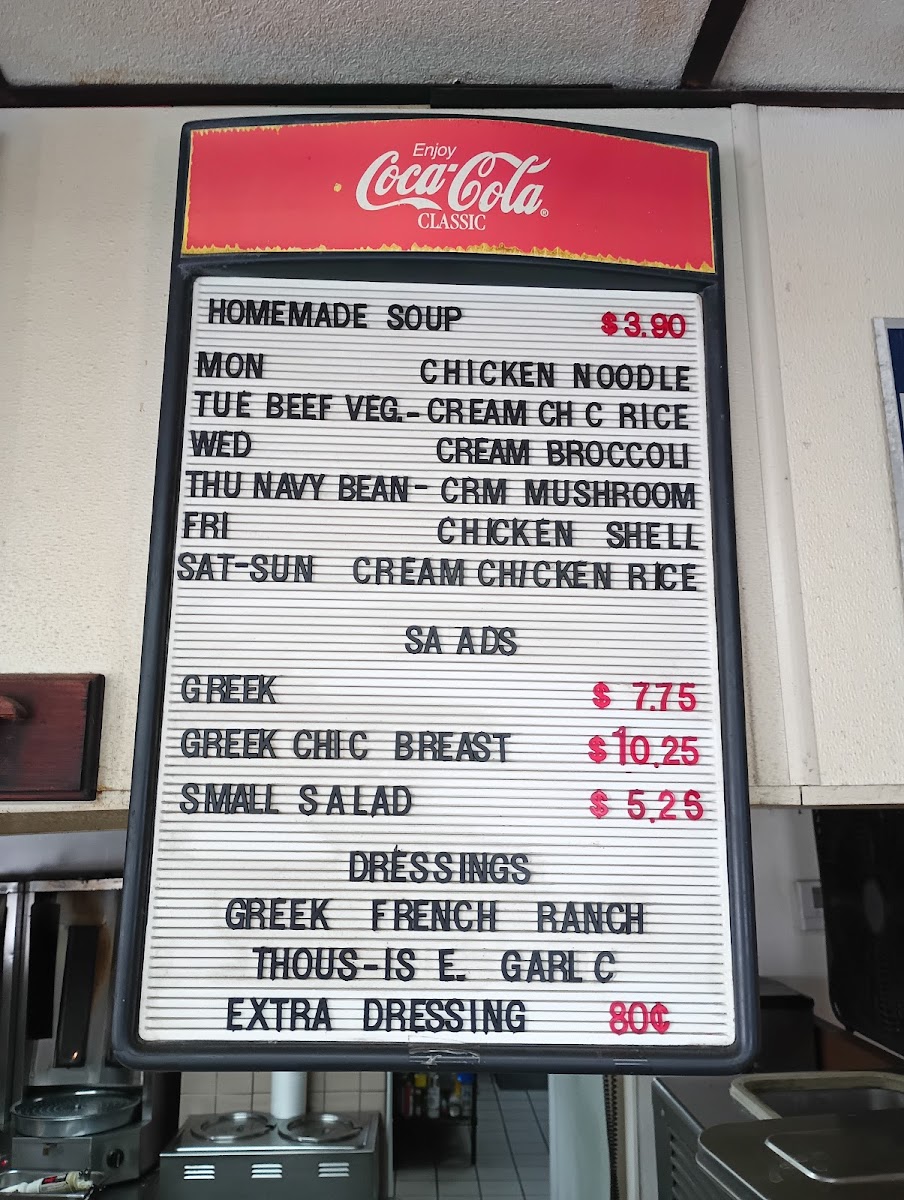 Enjoy
Coca-Cola®
CLASSIC
HOMEMADE SOUP $3.90
MON CHICKEN NOODLE
TUE BEEF VEG.- CREAM CH C RICE
WED CREAM BROCCOLI
THU NAVY BEAN- CRM MUSHROOM
FRI CHICKEN SHELL
SAT-SUN CREAM CHICKEN RICE
SA ADS
GREEK $ 7.75
GREEK CHIC BREAST $10.25
SMALL SALAD $ 5.25
DRESSINGS
GREEK FRENCH RANCH
THOUS-IS E. GARL C
EXTRA DRESSING 80¢